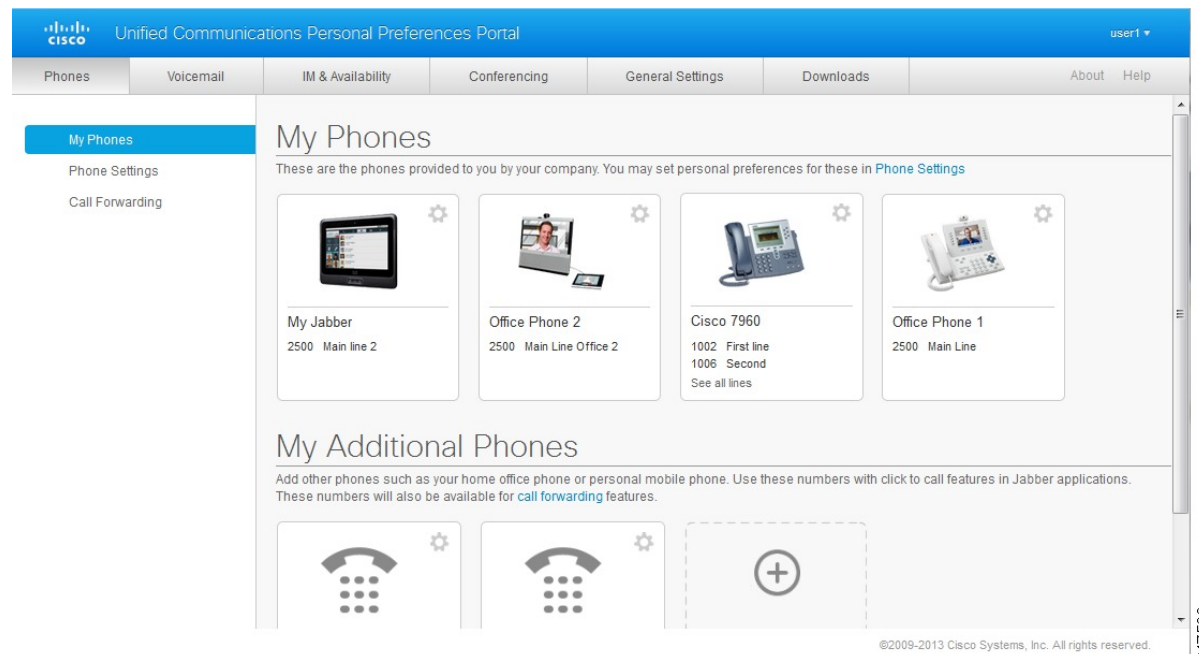 CISCO
Unified Communications Personal Preferences Portal
user1
Phones
Voicemail
IM & Availability
Conferencing
General Settings
Downloads
About
Help
My Phones
Phone Settings
Call Forwarding
My Phones
These are the phones provided to you by your company. You may set personal preferences for these in Phone Settings
My Jabber
2500 Main line 2
Office Phone 2
2500 Main Line Office 2
Cisco 7960
1002 First line
1006 Second
See all lines
Office Phone 1
2500 Main Line
My Additional Phones
Add other phones such as your home office phone or personal mobile phone. Use these numbers with click to call features in Jabber applications.
These numbers will also be available for call forwarding features.
©2009-2013 Cisco Systems, Inc. All rights reserved.